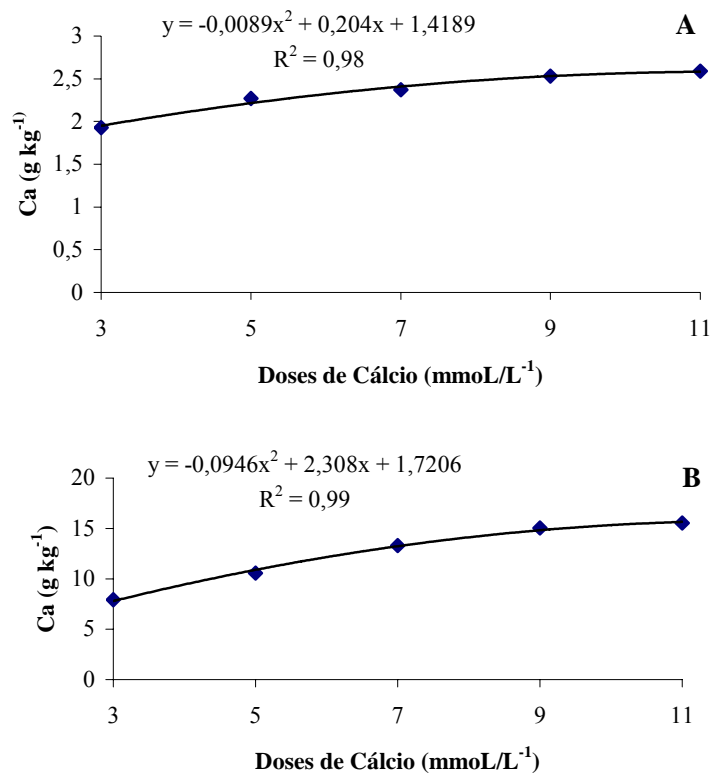 y = -0,0089x² + 0,204x + 1,4189
R² = 0,98
A
3
2,5
2
1,5
1
0,5
0
Ca (g kg⁻¹)
3 5 7 9 11
Doses de Cálcio (mmoL/L⁻¹)
y = -0,0946x² + 2,308x + 1,7206
R² = 0,99
B
20
15
10
5
0
Ca (g kg⁻¹)
3 5 7 9 11
Doses de Cálcio (mmoL/L⁻¹)